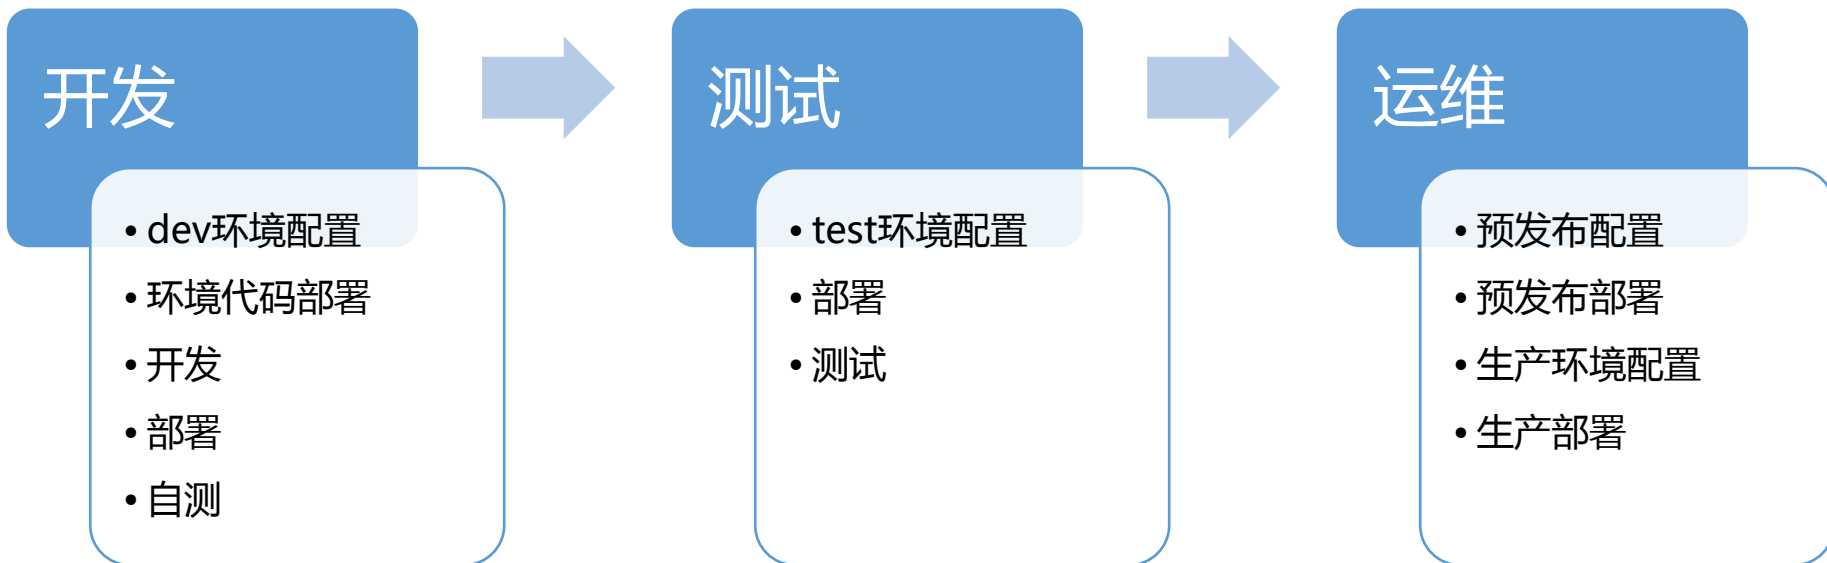 开发
• dev环境配置
• 环境代码部署
• 开发
• 部署
• 自测
测试
• test环境配置
• 部署
• 测试
运维
• 预发布配置
• 预发布部署
• 生产环境配置
• 生产部署